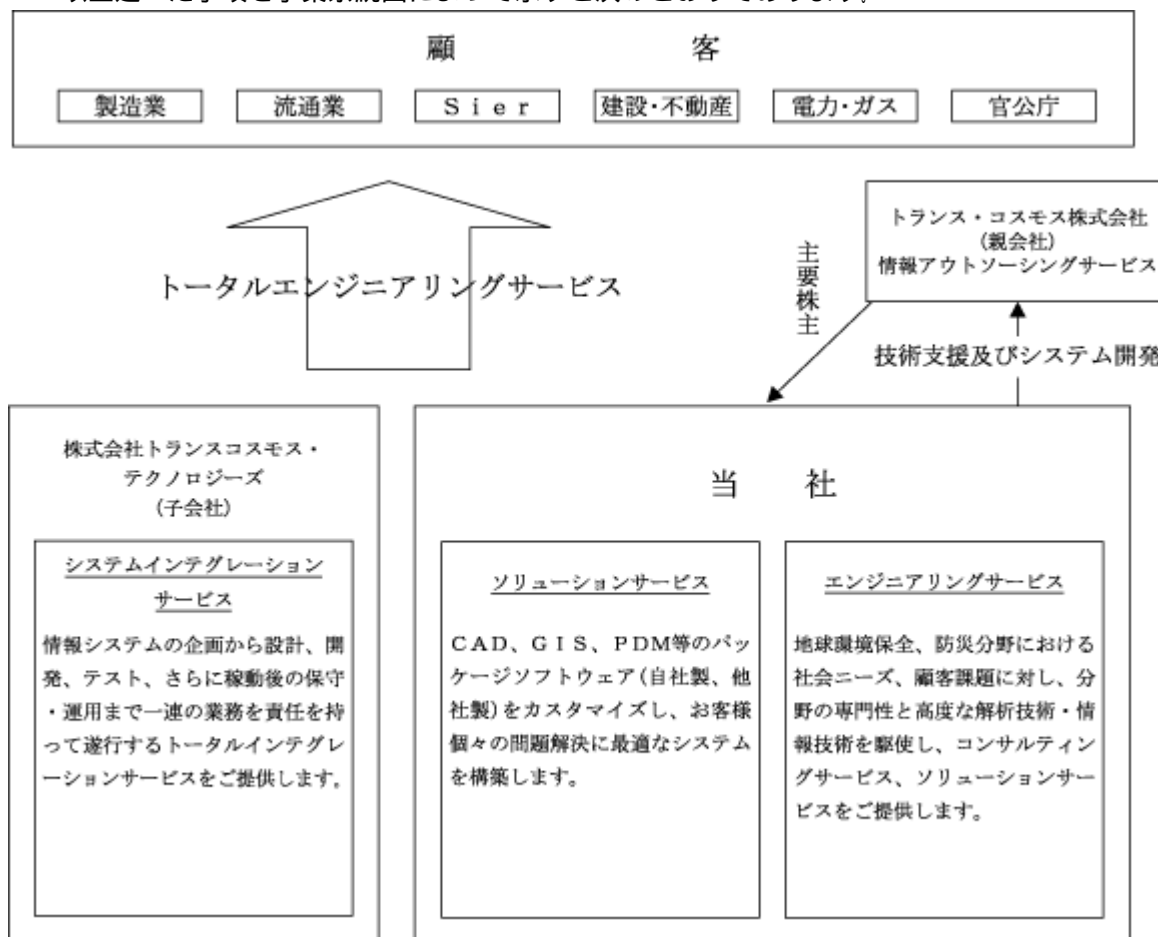 顧 客
製造業 流通業 Ｓｉｅｒ 建設・不動産 電力・ガス 官公庁
トランス・コスモス株式会社
(親会社)
情報アウトソーシングサービス
主要株主
トータルエンジニアリングサービス
技術支援及びシステム開発
株式会社トランスコスモス・
テクノロジーズ
(子会社)
システムインテグレーション
サービス
情報システムの企画から設計、開
発、テスト、さらに稼動後の保守
・運用まで一連の業務を責任を持
って遂行するトータルインテグレ
ーションサービスをご提供します。
当 社
ソリューションサービス
ＣＡＤ、ＧＩＳ、ＰＤＭ等のパッ
ケージソフトウェア(自社製、他
社製)をカスタマイズし、お客様
個々の問題解決に最適なシステム
を構築します。
エンジニアリングサービス
地球環境保全、防災分野における
社会ニーズ、顧客課題に対し、分
野の専門性と高度な解析技術・情
報技術を駆使し、コンサルティン
グサービス、ソリューションサー
ビスをご提供します。